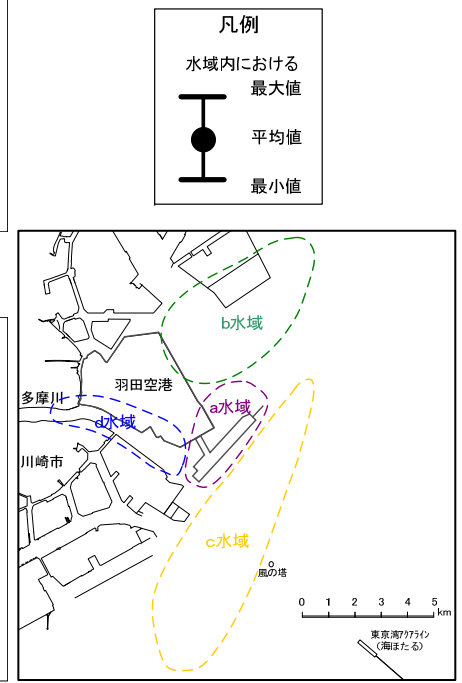 凡例
水域内における
最大値
平均値
最小値
b水域
羽田空港
多摩川
a水域
d水域
川崎市
c水域
風の塔
0 1 2 3 4 5
km
東京湾アクアライン
(海ほたる)